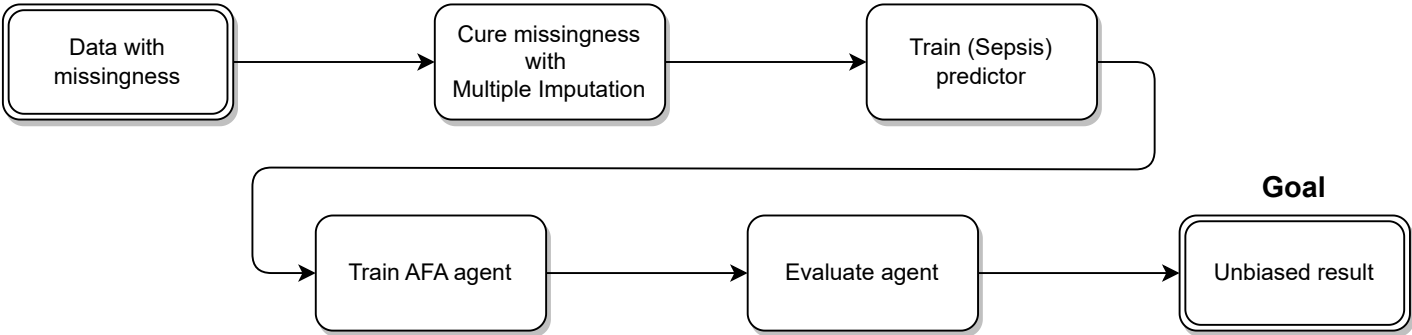 Data with
missingness
Cure missingness
with
Multiple Imputation
Train (Sepsis)
predictor
Train AFA agent
Evaluate agent
Goal
Unbiased result